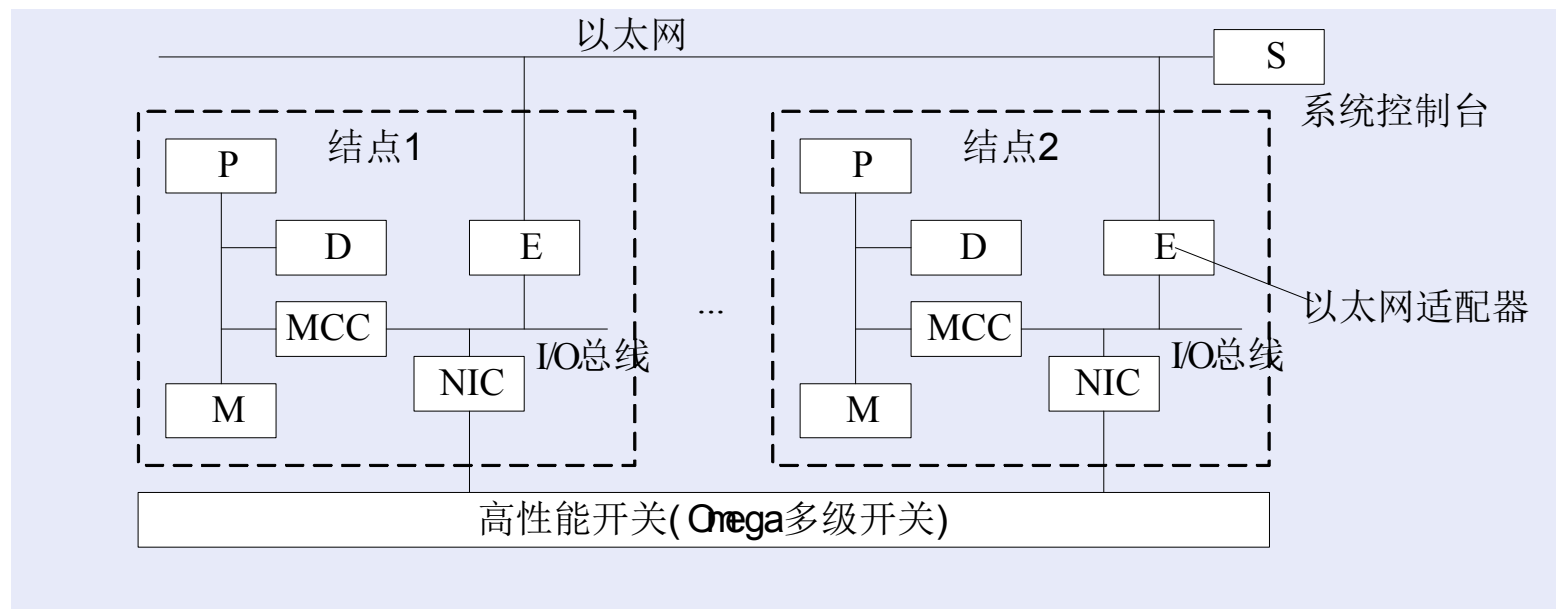 以太网
S
系统控制台
结点1
P
D
E
MCC
I/O总线
NIC
M
...
结点2
P
D
E
以太网适配器
MCC
I/O总线
NIC
M
高性能开关(Omega多级开关)